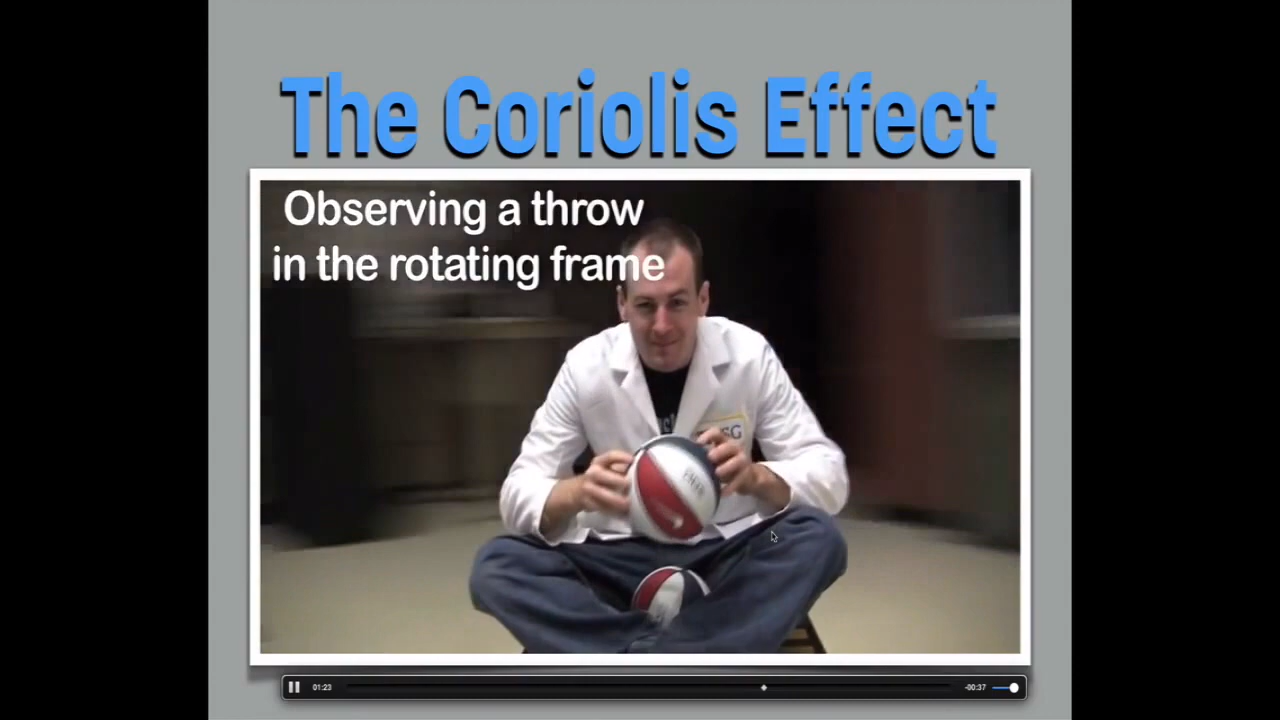 The Coriolis Effect
Observing a throw
in the rotating frame
01:23
-00:37